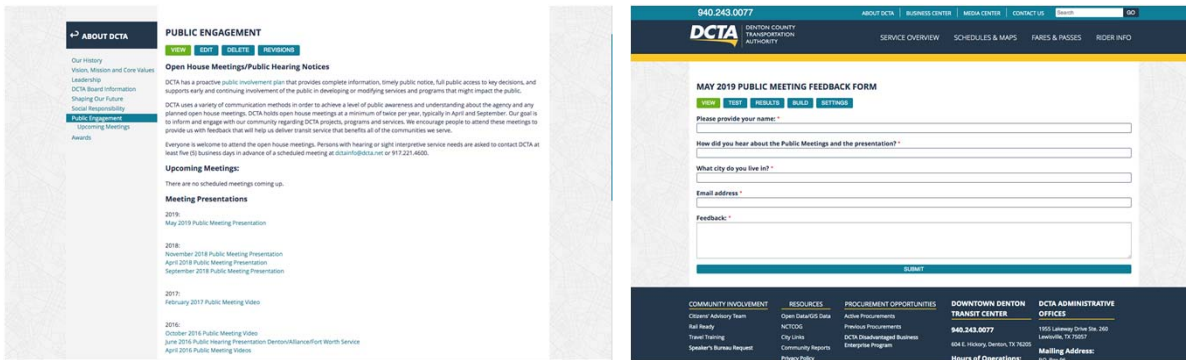 ABOUT DCTA
Our History
Vision, Mission and Core Values
Leadership
DCTA Board Information
Shaping Our Future
Social Responsibility
Public Engagement
Upcoming Meetings
Awards
PUBLIC ENGAGEMENT
VIEW EDIT DELETE REVISIONS
Open House Meetings/Public Hearing Notices
DCTA has a proactive public involvement plan that provides complete information, timely public notice, full public access to key decisions, and
supports early and continuing involvement of the public in developing or modifying services and programs that might impact the public.
DCTA uses a variety of communication methods in order to achieve a level of public awareness and understanding about the agency and any
planned open house meetings. DCTA holds open house meetings at a minimum of twice per year, typically in April and September. Our goal is
to inform and engage with our community regarding DCTA projects, programs and services. We encourage people to attend these meetings to
provide us with feedback that will help us deliver transit service that benefits all of the communities we serve.
Everyone is welcome to attend the open house meetings. Persons with hearing or sight interpretive service needs are asked to contact DCTA at
least five (5) business days in advance of a scheduled meeting at dctainfo@dcta.net or 917.221.4600.
Upcoming Meetings:
There are no scheduled meetings coming up.
Meeting Presentations
2019:
May 2019 Public Meeting Presentation
2018:
November 2018 Public Meeting Presentation
April 2018 Public Meeting Presentation
September 2018 Public Meeting Presentation
2017:
February 2017 Public Meeting Video
2016:
October 2016 Public Meeting Video
June 2016 Public Hearing Presentation Denton/Alliance/Fort Worth Service
April 2016 Public Meeting Videos
940.243.0077 ABOUT DCTA BUSINESS CENTER MEDIA CENTER CONTACT US Search GO
DCTA DENTON COUNTY
TRANSPORTATION
AUTHORITY
SERVICE OVERVIEW SCHEDULES & MAPS FARES & PASSES RIDER INFO
MAY 2019 PUBLIC MEETING FEEDBACK FORM
VIEW TEST RESULTS BUILD SETTINGS
Please provide your name: *
How did you hear about the Public Meetings and the presentation? *
What city do you live in? *
Email address *
Feedback: *
SUBMIT
COMMUNITY INVOLVEMENT
Citizens' Advisory Team
Rail Ready
Travel Training
Speaker's Bureau Request
RESOURCES
Open Data/GIS Data
NCTCOG
City Links
Community Reports
Privacy Policy
PROCUREMENT OPPORTUNITIES
Active Procurements
Previous Procurements
DCTA Disadvantaged Business
Enterprise Program
DOWNTOWN DENTON
TRANSIT CENTER
940.243.0077
604 E. Hickory, Denton, TX 76205
Hours of Operations:
DCTA ADMINISTRATIVE
OFFICES
1955 Lakeway Drive Ste. 260
Lewisville, TX 75057
Mailing Address: